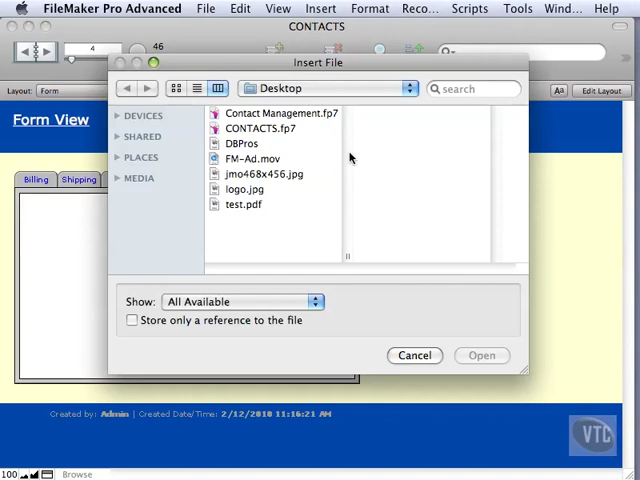 FileMaker Pro Advanced File Edit View Insert Format Reco... Scripts Tools Wind... Help
CONTACTS
4 46
Insert File
Layout: Form Aa Edit Layout
Desktop search
Form View
DEVICES
SHARED
PLACES
MEDIA
Contact Management.fp7
CONTACTS.fp7
DBPros
FM-Ad.mov
jmo468x456.jpg
logo.jpg
test.pdf
Billing Shipping
Show: All Available
Store only a reference to the file
Cancel Open
Created by: Admin | Created Date/Time: 2/12/2010 11:16:21 AM
VTC
100 Browse